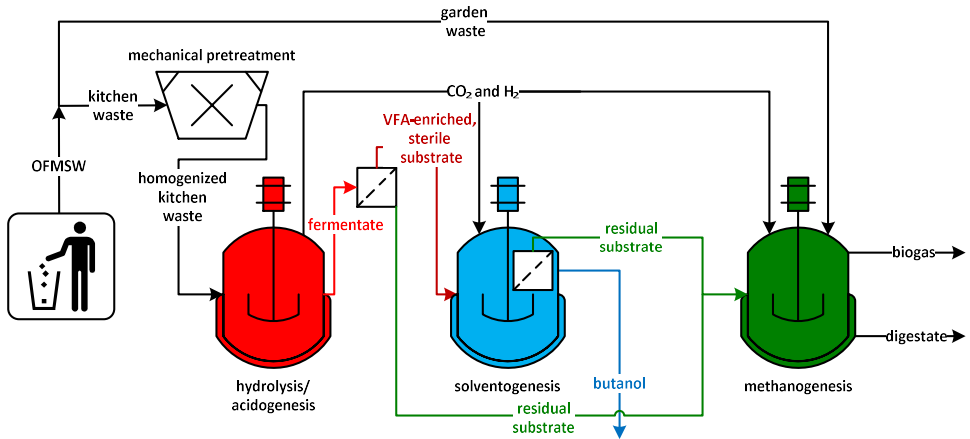 garden
waste
mechanical pretreatment
kitchen
waste
CO₂ and H₂
VFA-enriched,
sterile
substrate
OFMSW
homogenized
kitchen
waste
fermentate
residual
substrate
biogas
digestate
hydrolysis/
acidogenesis
solventogenesis
butanol
methanogenesis
residual
substrate